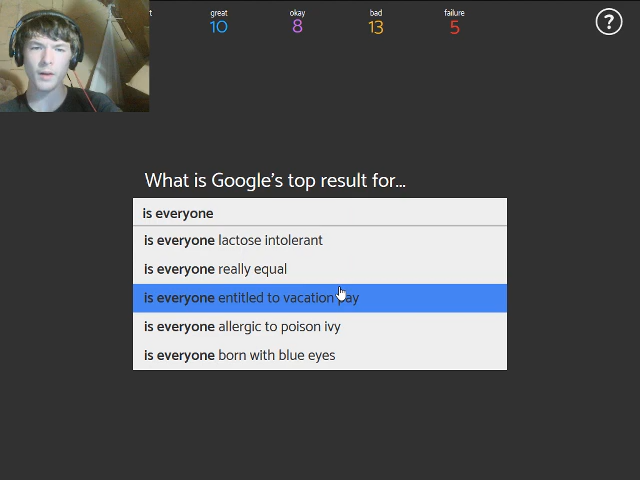 t great okay bad failure
10 8 13 5
?
What is Google's top result for...
is everyone
is everyone lactose intolerant
is everyone really equal
is everyone entitled to vacation pay
is everyone allergic to poison ivy
is everyone born with blue eyes